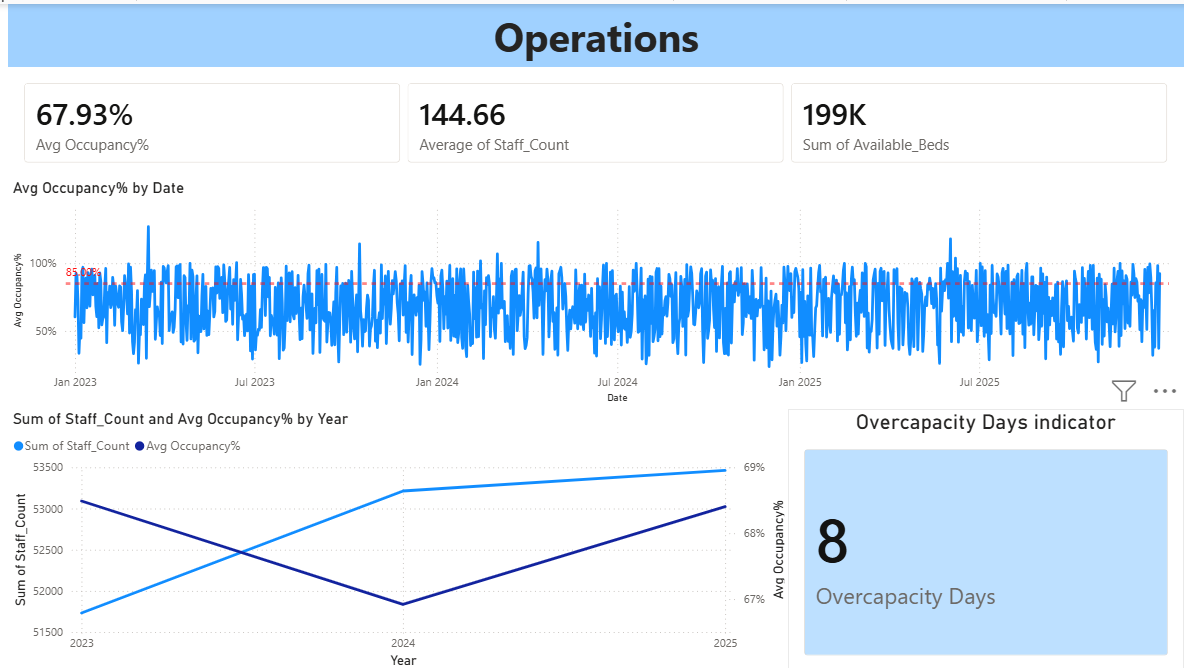 Operations
67.93%
Avg Occupancy%
144.66
Average of Staff_Count
199K
Sum of Available_Beds
Avg Occupancy% by Date
Avg Occupancy%
100%
85.00%
50%
Jan 2023
Jul 2023
Jan 2024
Jul 2024
Jan 2025
Jul 2025
Date
Sum of Staff_Count and Avg Occupancy% by Year
Sum of Staff_Count
Avg Occupancy%
Sum of Staff_Count
53500
53000
52500
52000
51500
69%
68%
67%
Avg Occupancy%
2023
2024
2025
Year
Overcapacity Days indicator
8
Overcapacity Days